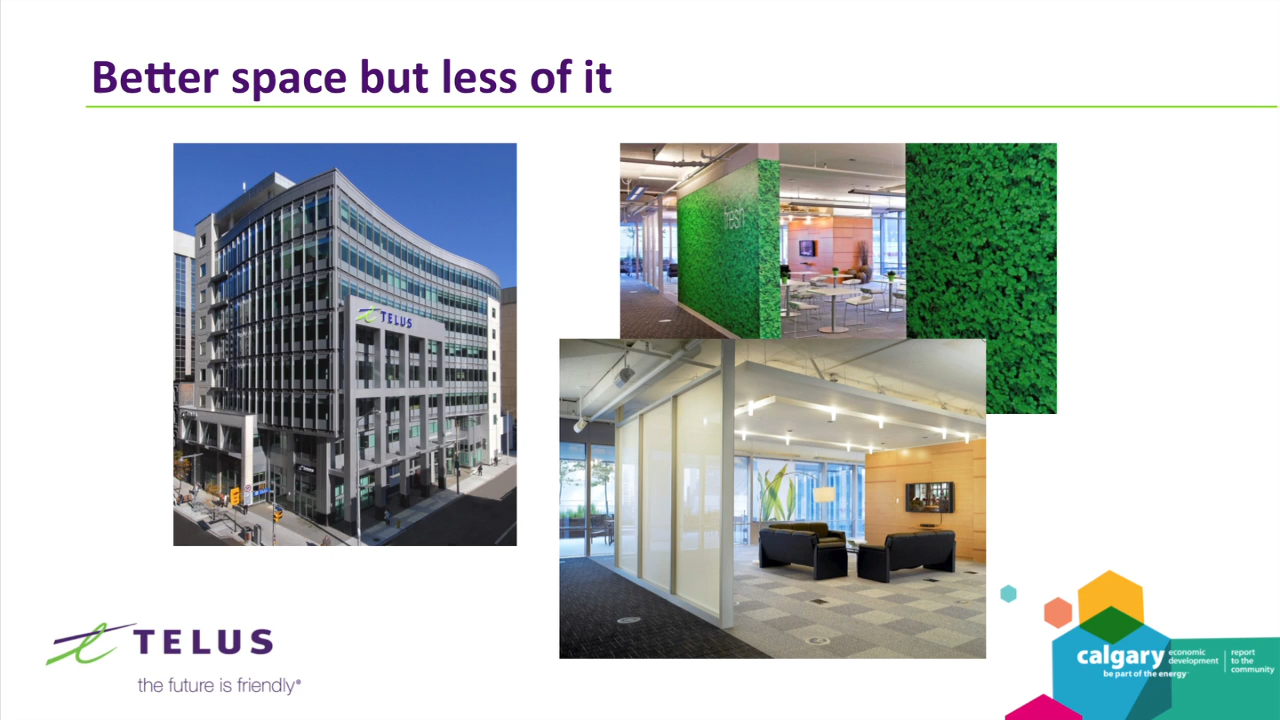 Better space but less of it
TELUS
fresh
TELUS
the future is friendly®
calgary
economic
development
report
to the
community
be part of the energy